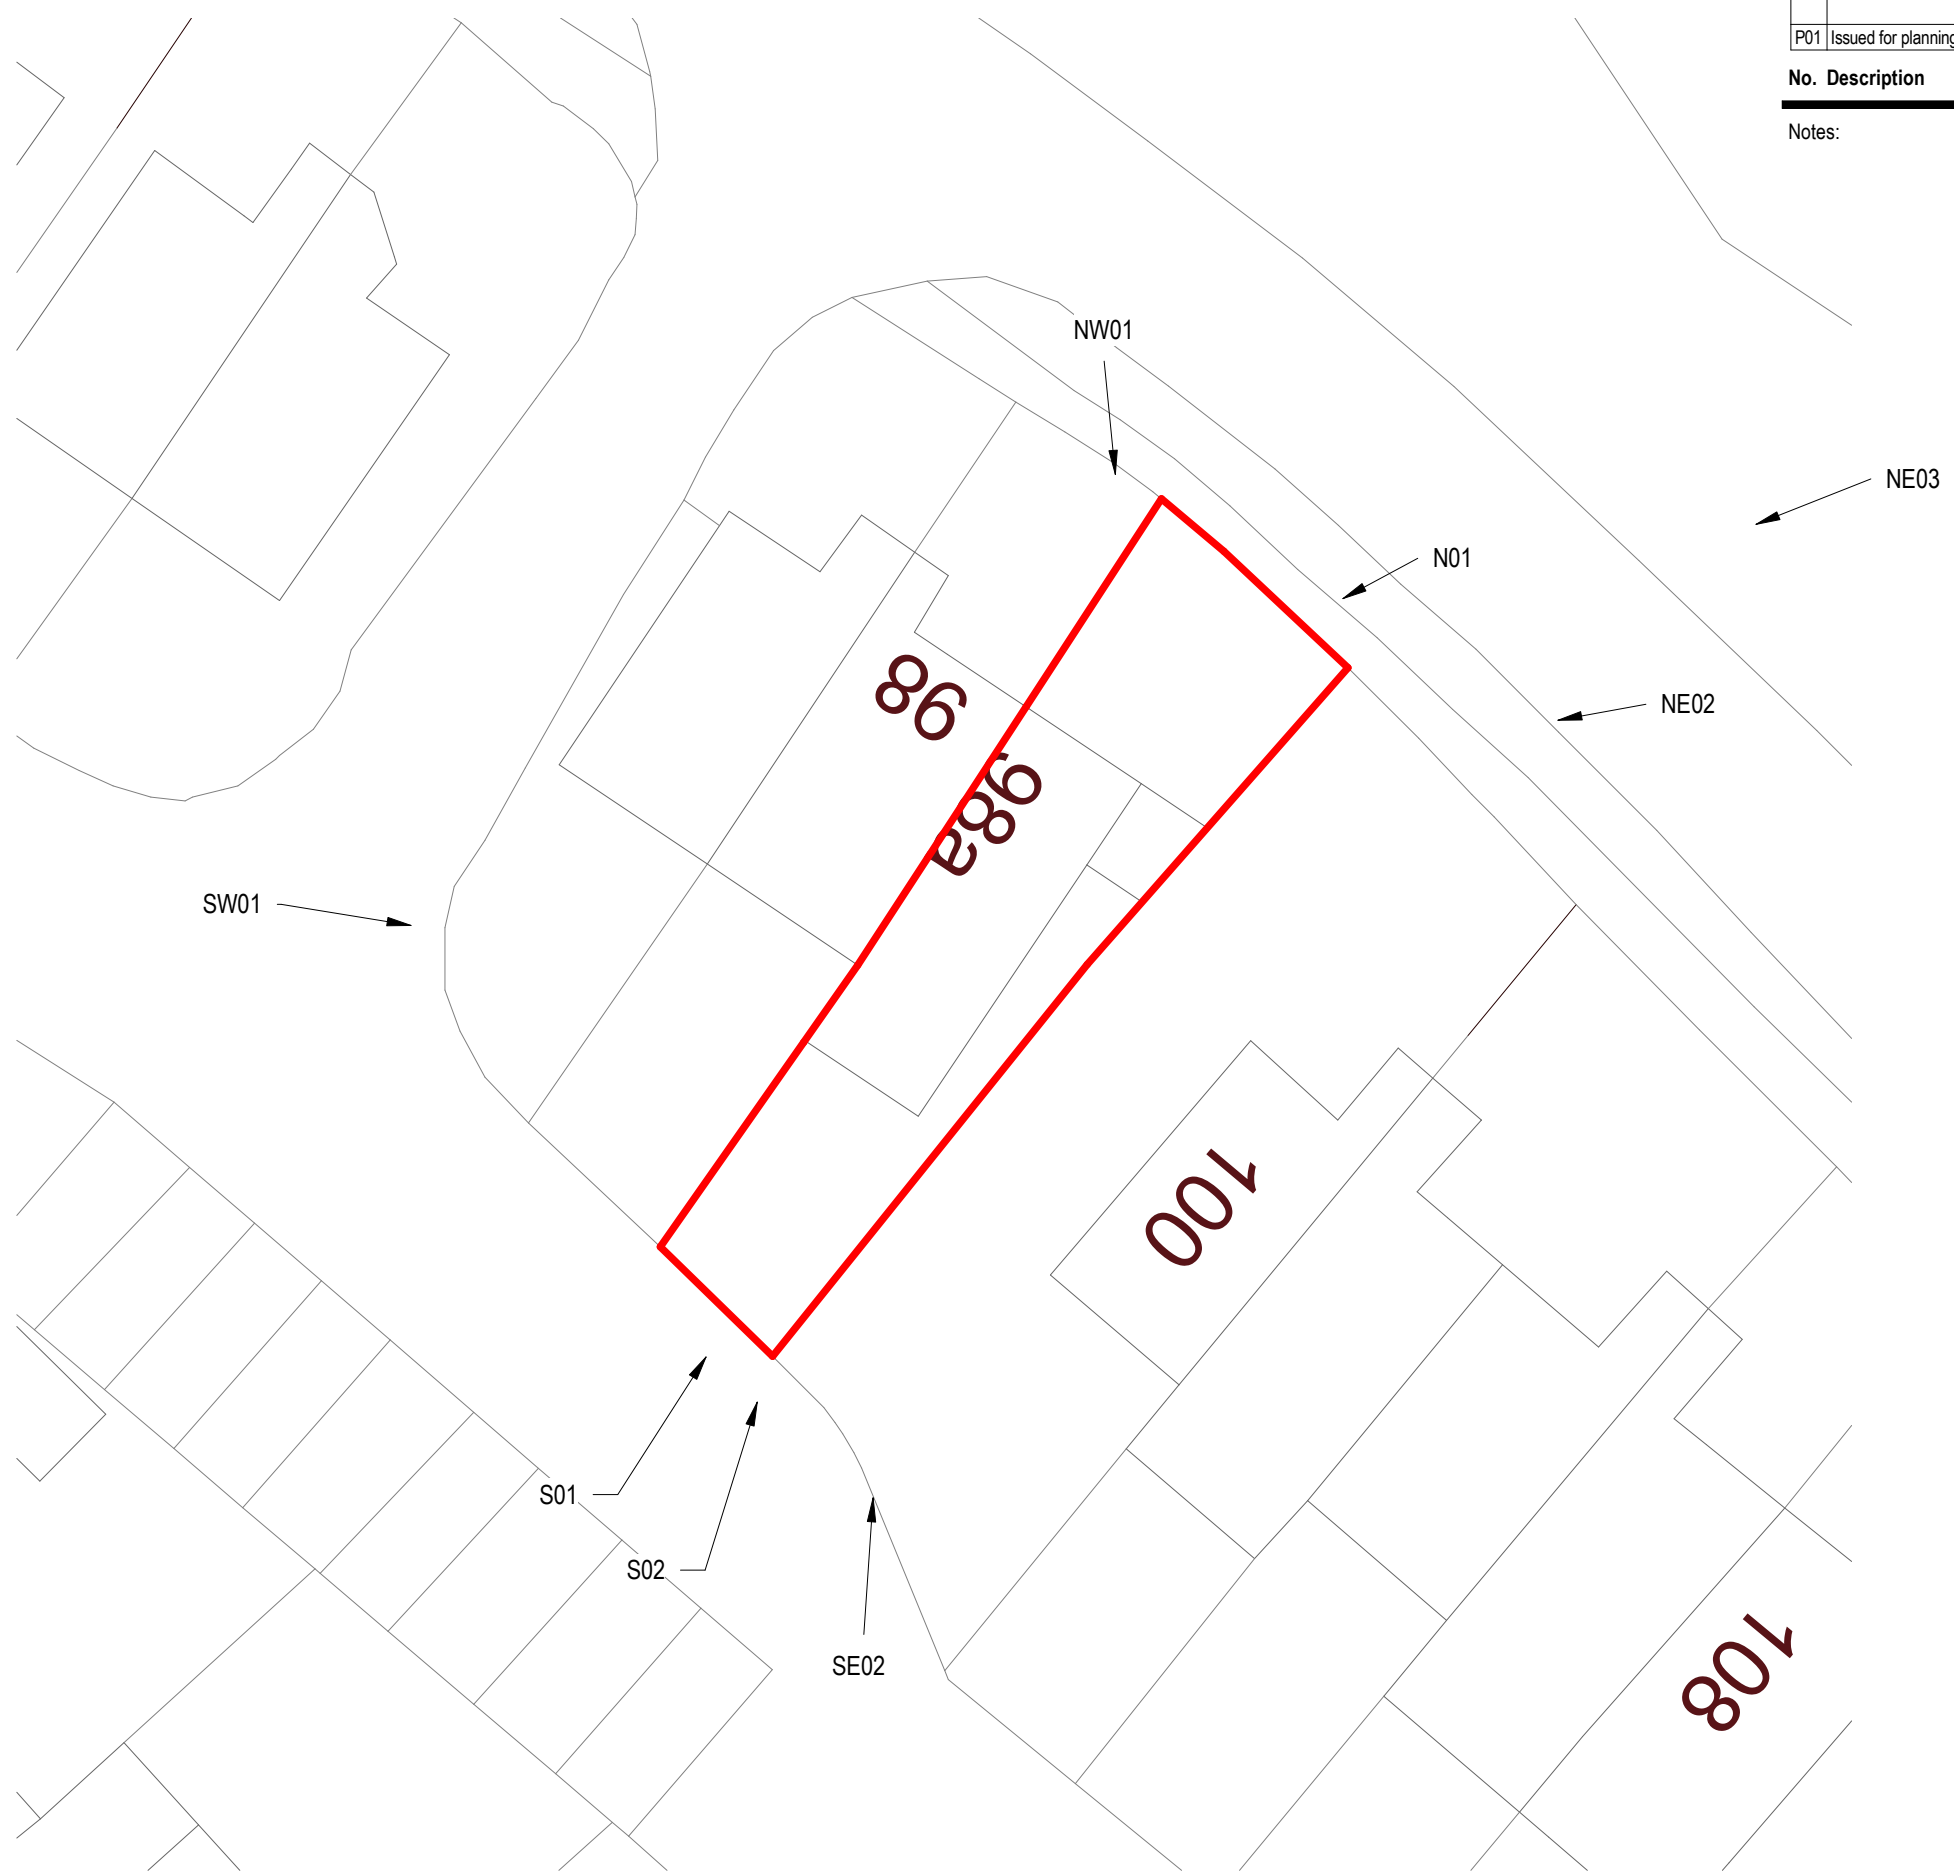 P01 Issued for planning
No. Description
Notes:
NW01
NE03
N01
NE02
98
98a
SW01
100
S01
S02
SE02
108